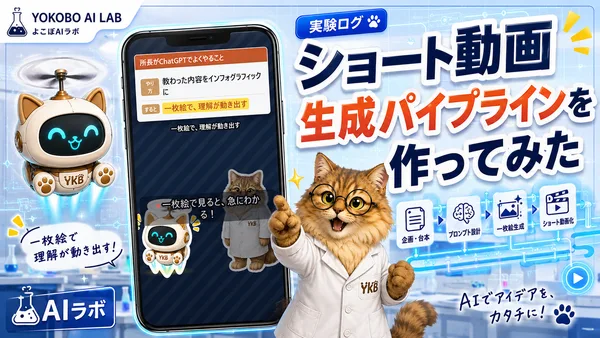 YOKOBO AI LAB
よこぼAIラボ
実験ログ
ショート動画
生成パイプラインを
作ってみた
所長がChatGPTでよくやること
やり方
教わった内容をインフォグラフィックに
すると
一枚絵で、理解が動き出す
一枚絵で、理解が動き出す
一枚絵で見ると、急にわかる！
YKB
YKB
YKB
企画・台本
プロンプト設計
一枚絵生成
ショート動画化
一枚絵で
理解が動き出す！
AIラボ
AIでアイデアを、
カタチに！